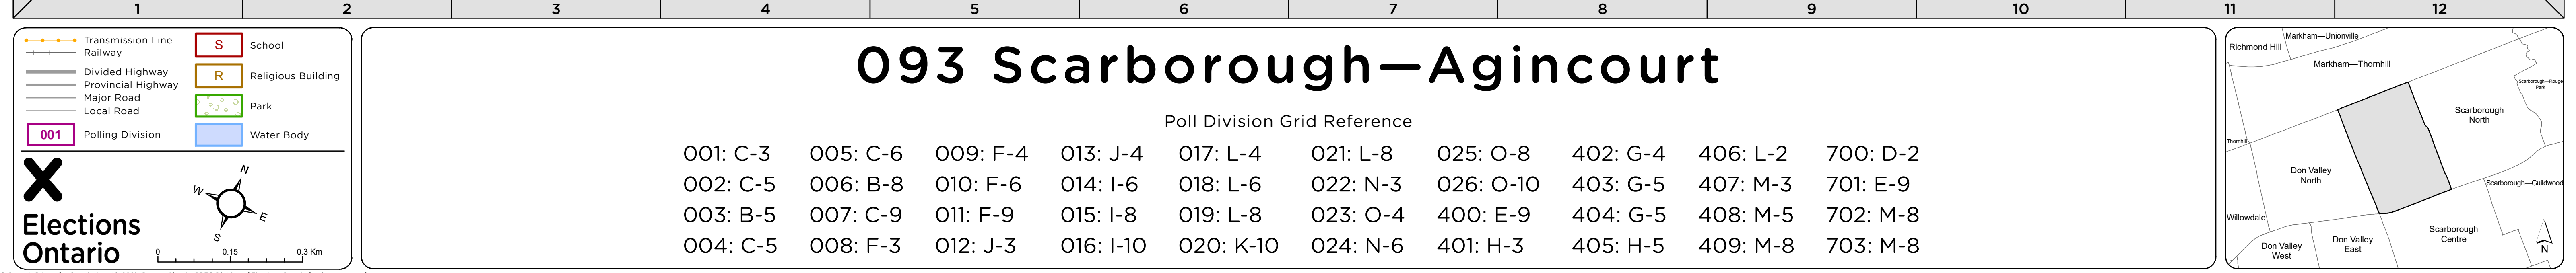 1 2 3 4 5 6 7 8 9 10 11 12
Transmission Line
Railway
Divided Highway
Provincial Highway
Major Road
Local Road
001 Polling Division
S School
R Religious Building
Park
Water Body
Elections
Ontario
N
W
E
S
0 0.15 0.3 Km
093 Scarborough—Agincourt
Poll Division Grid Reference
001: C-3 005: C-6 009: F-4 013: J-4 017: L-4 021: L-8 025: O-8 402: G-4 406: L-2 700: D-2
002: C-5 006: B-8 010: F-6 014: I-6 018: L-6 022: N-3 026: O-10 403: G-5 407: M-3 701: E-9
003: B-5 007: C-9 011: F-9 015: I-8 019: L-8 023: O-4 400: E-9 404: G-5 408: M-5 702: M-8
004: C-5 008: F-3 012: J-3 016: I-10 020: K-10 024: N-6 401: H-3 405: H-5 409: M-8 703: M-8
Markham—Unionville
Richmond Hill
Markham—Thornhill
Scarborough—Rouge
Park
Scarborough
North
Thornhill
Don Valley
North
Scarborough—Guildwood
Willowdale
Scarborough
Centre
Don Valley
East
Don Valley
West
N